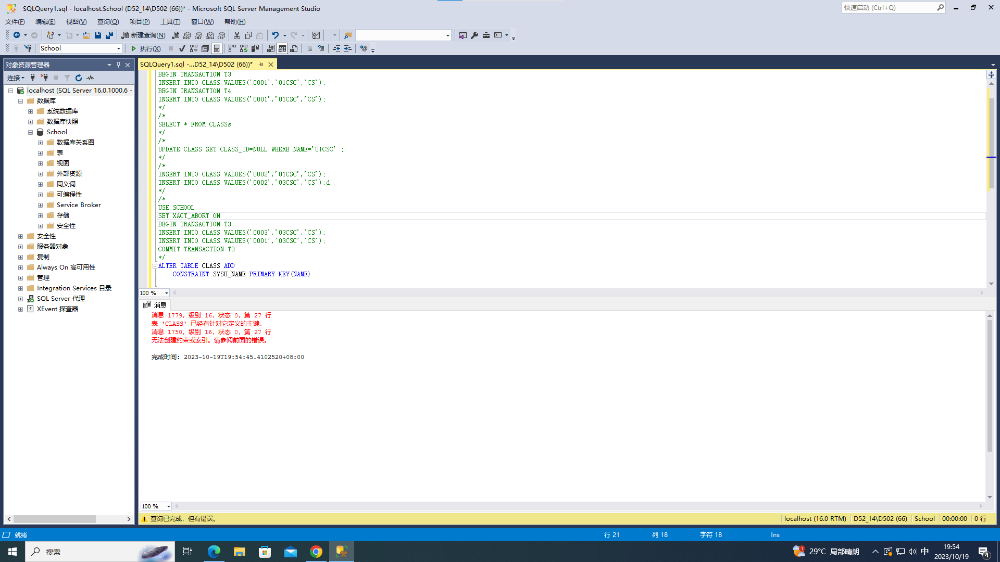 SQLQuery1.sql - localhost.School (D52_14\D502 (66))* - Microsoft SQL Server Management Studio
快速启动 (Ctrl+Q)
文件(F) 编辑(E) 视图(V) 查询(Q) 项目(P) 工具(T) 窗口(W) 帮助(H)
新建查询(N)
MDX DMX XMLA DAX
School
执行(X)
对象资源管理器
SQLQuery1.sql -...D52_14\D502 (66))*
连接
localhost (SQL Server 16.0.1000.6 -
数据库
系统数据库
数据库快照
School
数据库关系图
表
视图
外部资源
同义词
可编程性
Service Broker
存储
安全性
安全性
服务器对象
复制
Always On 高可用性
管理
Integration Services 目录
SQL Server 代理
XEvent 探查器
BEGIN TRANSACTION T3
INSERT INTO CLASS VALUES('0001','01CSC','CS');
BEGIN TRANSACTION T4
INSERT INTO CLASS VALUES('0001','01CSC','CS');
*/
/*
SELECT * FROM CLASSs
*/
/*
UPDATE CLASS SET CLASS_ID=NULL WHERE NAME='01CSC' ;
*/
/*
INSERT INTO CLASS VALUES('0002','01CSC','CS');
INSERT INTO CLASS VALUES('0002','03CSC','CS');d
*/
/*
USE SCHOOL
SET XACT_ABORT ON
BEGIN TRANSACTION T3
INSERT INTO CLASS VALUES('0003','03CSC','CS');
INSERT INTO CLASS VALUES('0001','03CSC','CS');
COMMIT TRANSACTION T3
*/
ALTER TABLE CLASS ADD
CONSTRAINT SYSU_NAME PRIMARY KEY(NAME)
100 %
消息
消息 1779，级别 16，状态 0，第 27 行
表 'CLASS' 已经有针对它定义的主键。
消息 1750，级别 16，状态 0，第 27 行
无法创建约束或索引。请参阅前面的错误。
完成时间: 2023-10-19T19:54:45.4102520+08:00
100 %
查询已完成，但有错误。
localhost (16.0 RTM) D52_14\D502 (66) School 00:00:00 0 行
就绪
行 21 列 18 字符 18 Ins
搜索
1
29°C 局部晴朗
中
19:54
2023/10/19
4